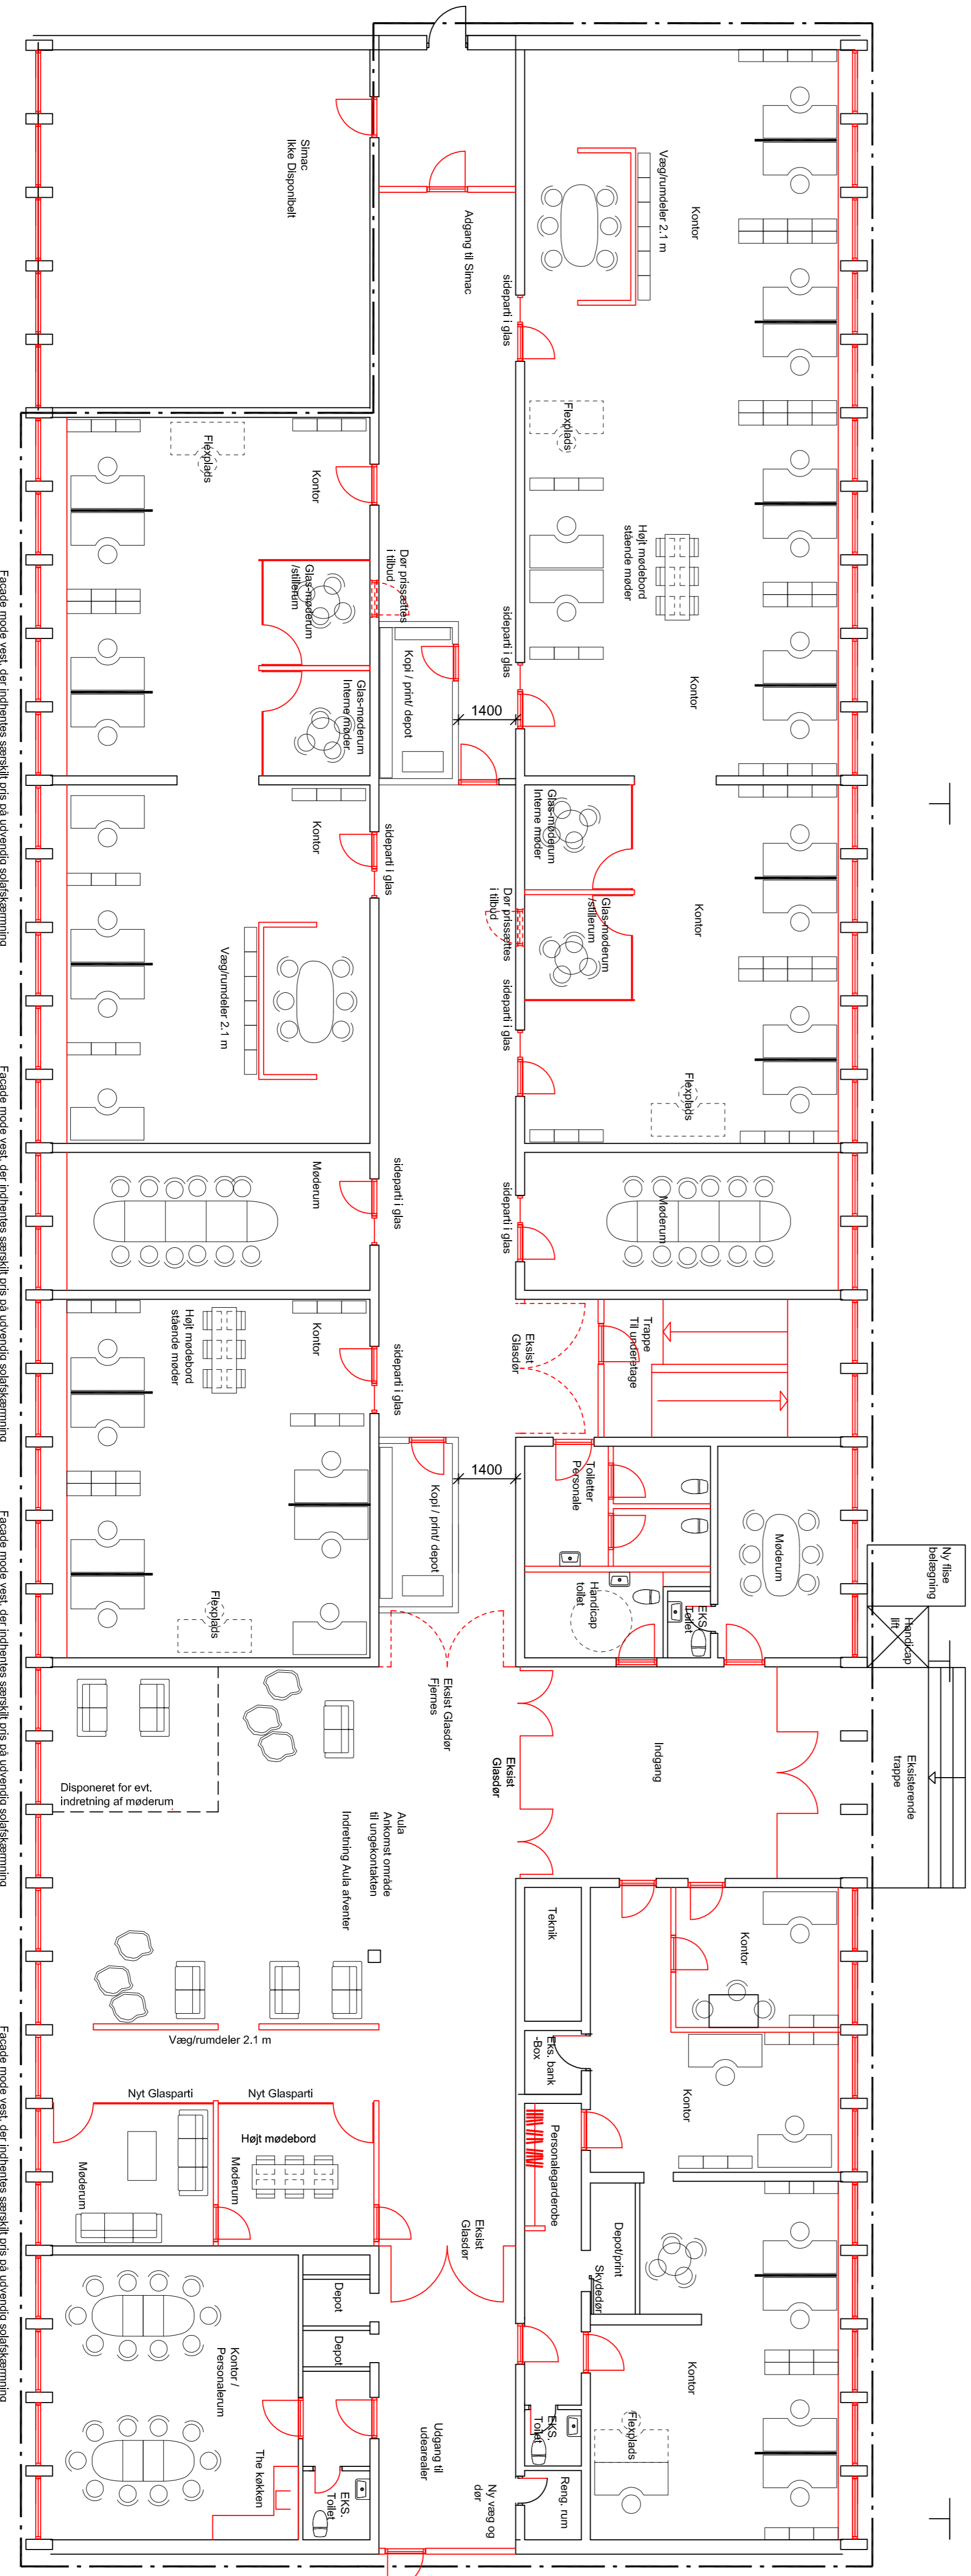 Simac
Ikke Disponibelt
Adgang til Simac
Væg/rumdeler 2.1 m
Kontor
sideparti i glas
Flexplads
Højt mødebord
stående møder
Kontor
sideparti i glas
Flexplads
Kontor
Glas-møderum
/stillerum
Dør prissættes
i tilbud
Kopi / print/ depot
1400
Glas-møderum
Interne møder
Kontor
sideparti i glas
Væg/rumdeler 2.1 m
Glas-møderum
Interne møder
Glas-møderum
/stillerum
Dør prissættes
i tilbud
sideparti i glas
Kontor
Flexplads
Møderum
sideparti i glas
sideparti i glas
Møderum
Højt mødebord
stående møder
Kontor
sideparti i glas
Eksist
Glasdør
Trappe
Til underetage
Kopi / print/ depot
1400
Toiletter
Personale
Handicap
toilet
EKS.
Toilet
Møderum
Ny flise
belægning
Handicap
lift
Eksisterende
trappe
Flexplads
Eksist Glasdør
Fjernes
Eksist
Glasdør
Indgang
Disponeret for evt.
indretning af møderum
Aula
Ankomst område
til ungekontakten
Indretning Aula afventer
Væg/rumdeler 2.1 m
Teknik
Eks. bank
-Box
Kontor
Kontor
Nyt Glasparti
Nyt Glasparti
Højt mødebord
Møderum
Møderum
Personalegarderobe
Depot/print
Skydedør
Eksist
Glasdør
Depot
Depot
Kontor /
Personalerum
The køkken
EKS.
Toilet
Udgang til
udearealer
Ny væg og
dør
EKS.
Toilet
Reng. rum
Kontor
Flexplads
Facade mode vest. der indhentes særskilt pris på udvendig solafskærmning
Facade mode vest. der indhentes særskilt pris på udvendig solafskærmning
Facade mode vest. der indhentes særskilt pris på udvendig solafskærmning
Facade mode vest. der indhentes særskilt pris på udvendig solafskærmning